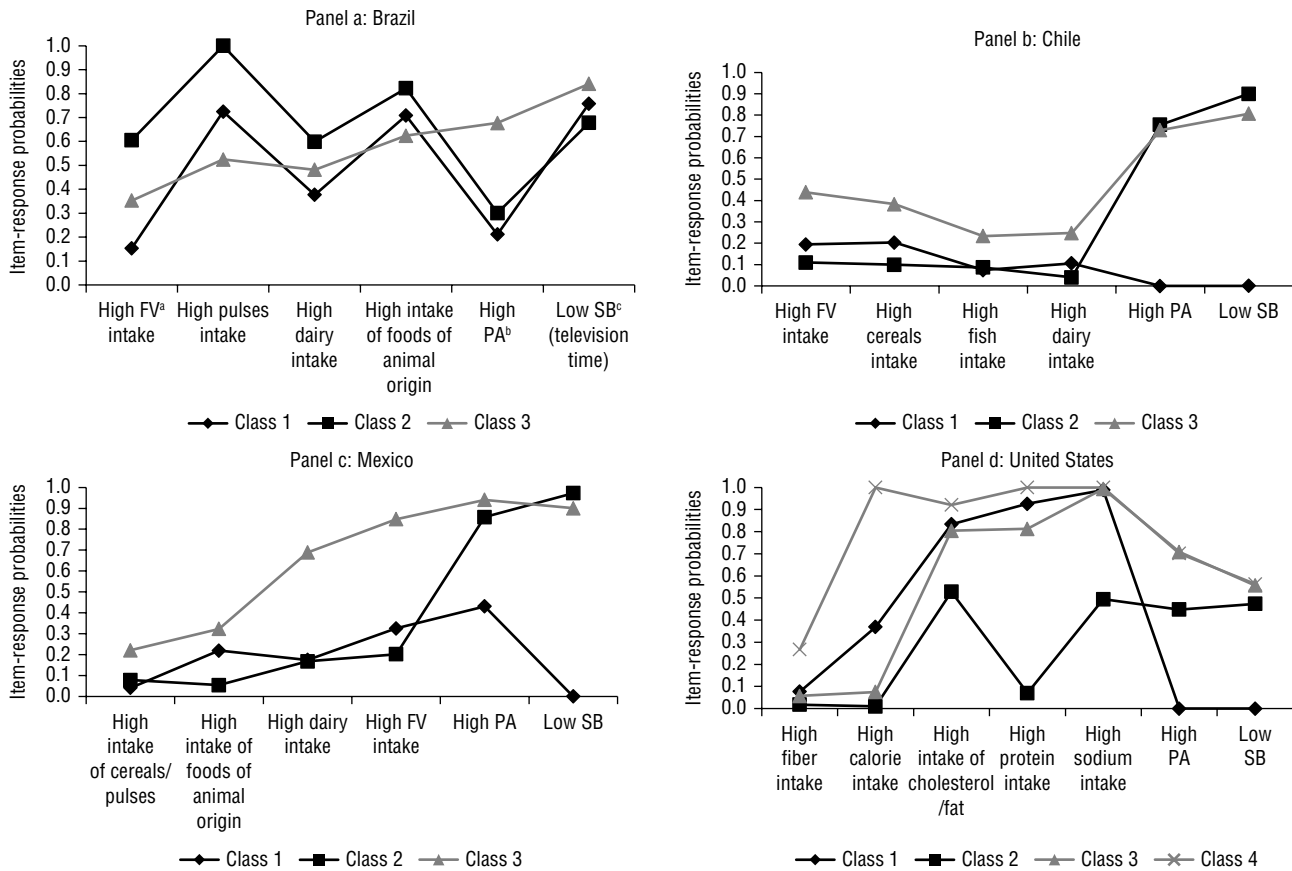 Panel a: Brazil
Item-response probabilities
1.0
0.9
0.8
0.7
0.6
0.5
0.4
0.3
0.2
0.1
0.0
High FVª
intake
High pulses
intake
High
dairy
intake
High intake
of foods of
animal
origin
High
PAᵇ
Low SBᶜ
(television
time)
Class 1
Class 2
Class 3
Panel b: Chile
Item-response probabilities
1.0
0.9
0.8
0.7
0.6
0.5
0.4
0.3
0.2
0.1
0.0
High FV
intake
High
cereals
intake
High
fish
intake
High
dairy
intake
High PA
Low SB
Class 1
Class 2
Class 3
Panel c: Mexico
Item-response probabilities
1.0
0.9
0.8
0.7
0.6
0.5
0.4
0.3
0.2
0.1
0.0
High
intake
of cereals/
pulses
High
intake of
foods of
animal
origin
High dairy
intake
High FV
intake
High PA
Low SB
Class 1
Class 2
Class 3
Panel d: United States
Item-response probabilities
1.0
0.9
0.8
0.7
0.6
0.5
0.4
0.3
0.2
0.1
0.0
High
fiber
intake
High
calorie
intake
High
intake of
cholesterol
/fat
High
protein
intake
High
sodium
intake
High
PA
Low
SB
Class 1
Class 2
Class 3
Class 4